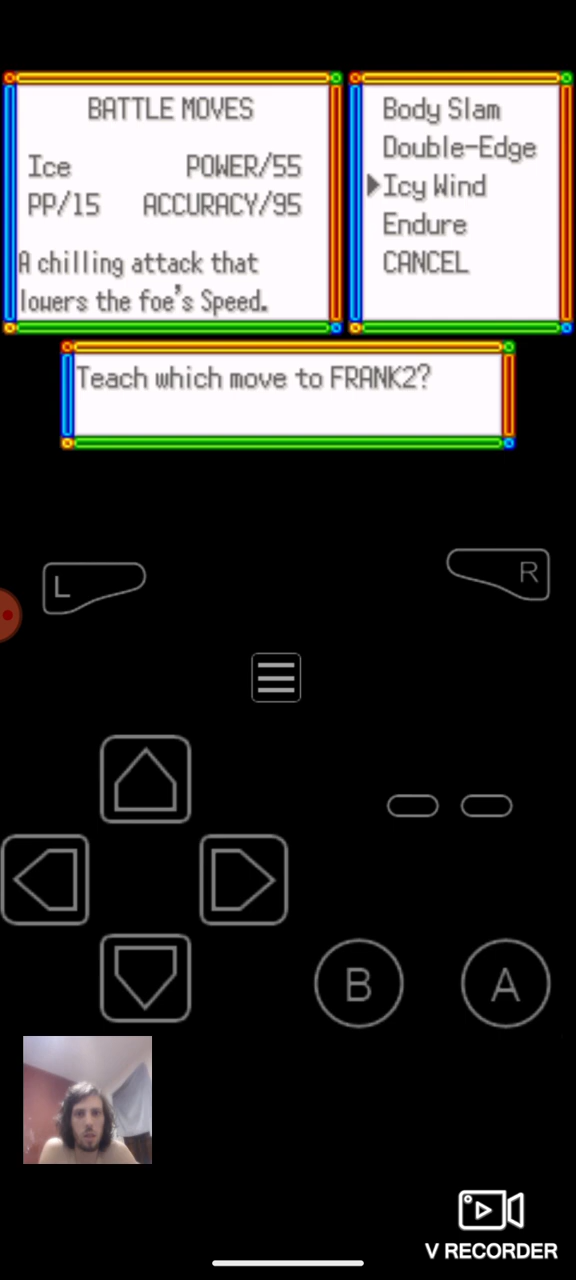 BATTLE MOVES
Ice POWER/55
PP/15 ACCURACY/95
A chilling attack that
lowers the foe's Speed.
Body Slam
Double-Edge
Icy Wind
Endure
CANCEL
Teach which move to FRANK2?
L
R
B
A
V RECORDER